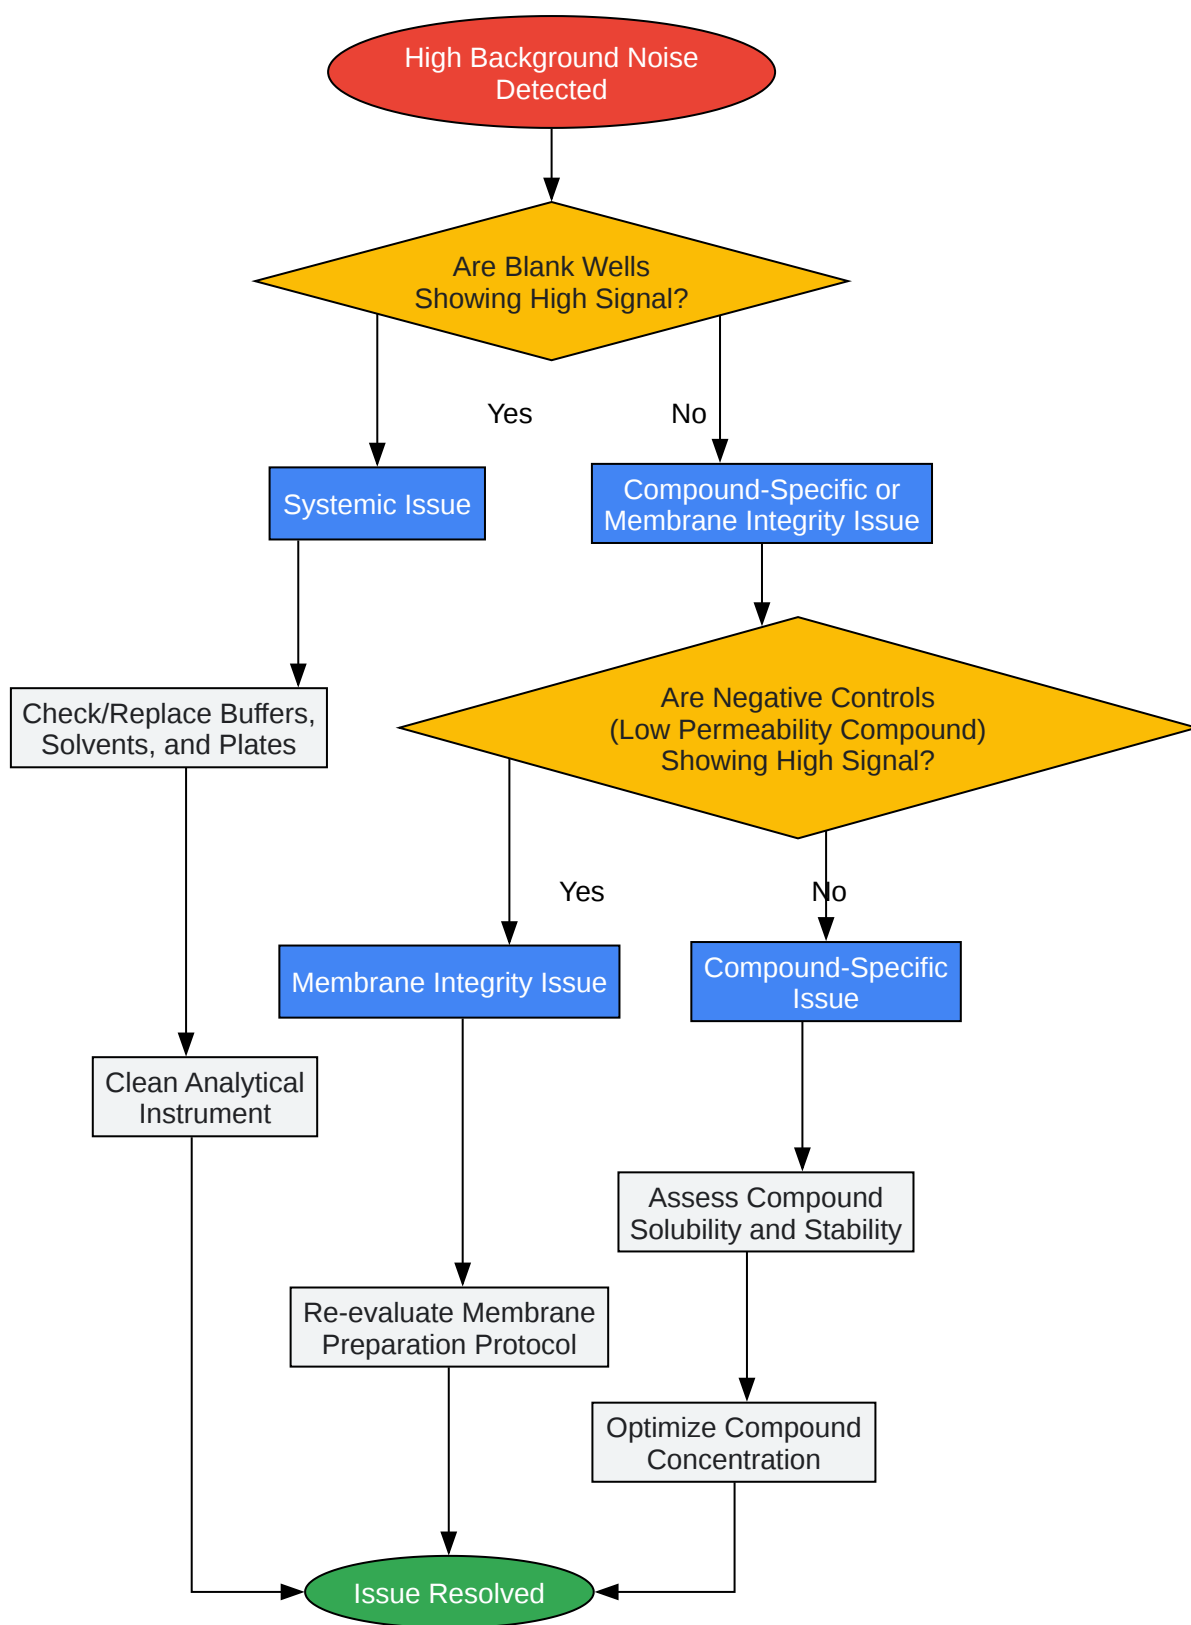 High Background Noise
Detected
Are Blank Wells
Showing High Signal?
Yes
No
Systemic Issue
Compound-Specific or
Membrane Integrity Issue
Check/Replace Buffers,
Solvents, and Plates
Are Negative Controls
(Low Permeability Compound)
Showing High Signal?
Yes
No
Membrane Integrity Issue
Compound-Specific
Issue
Clean Analytical
Instrument
Assess Compound
Solubility and Stability
Re-evaluate Membrane
Preparation Protocol
Optimize Compound
Concentration
Issue Resolved